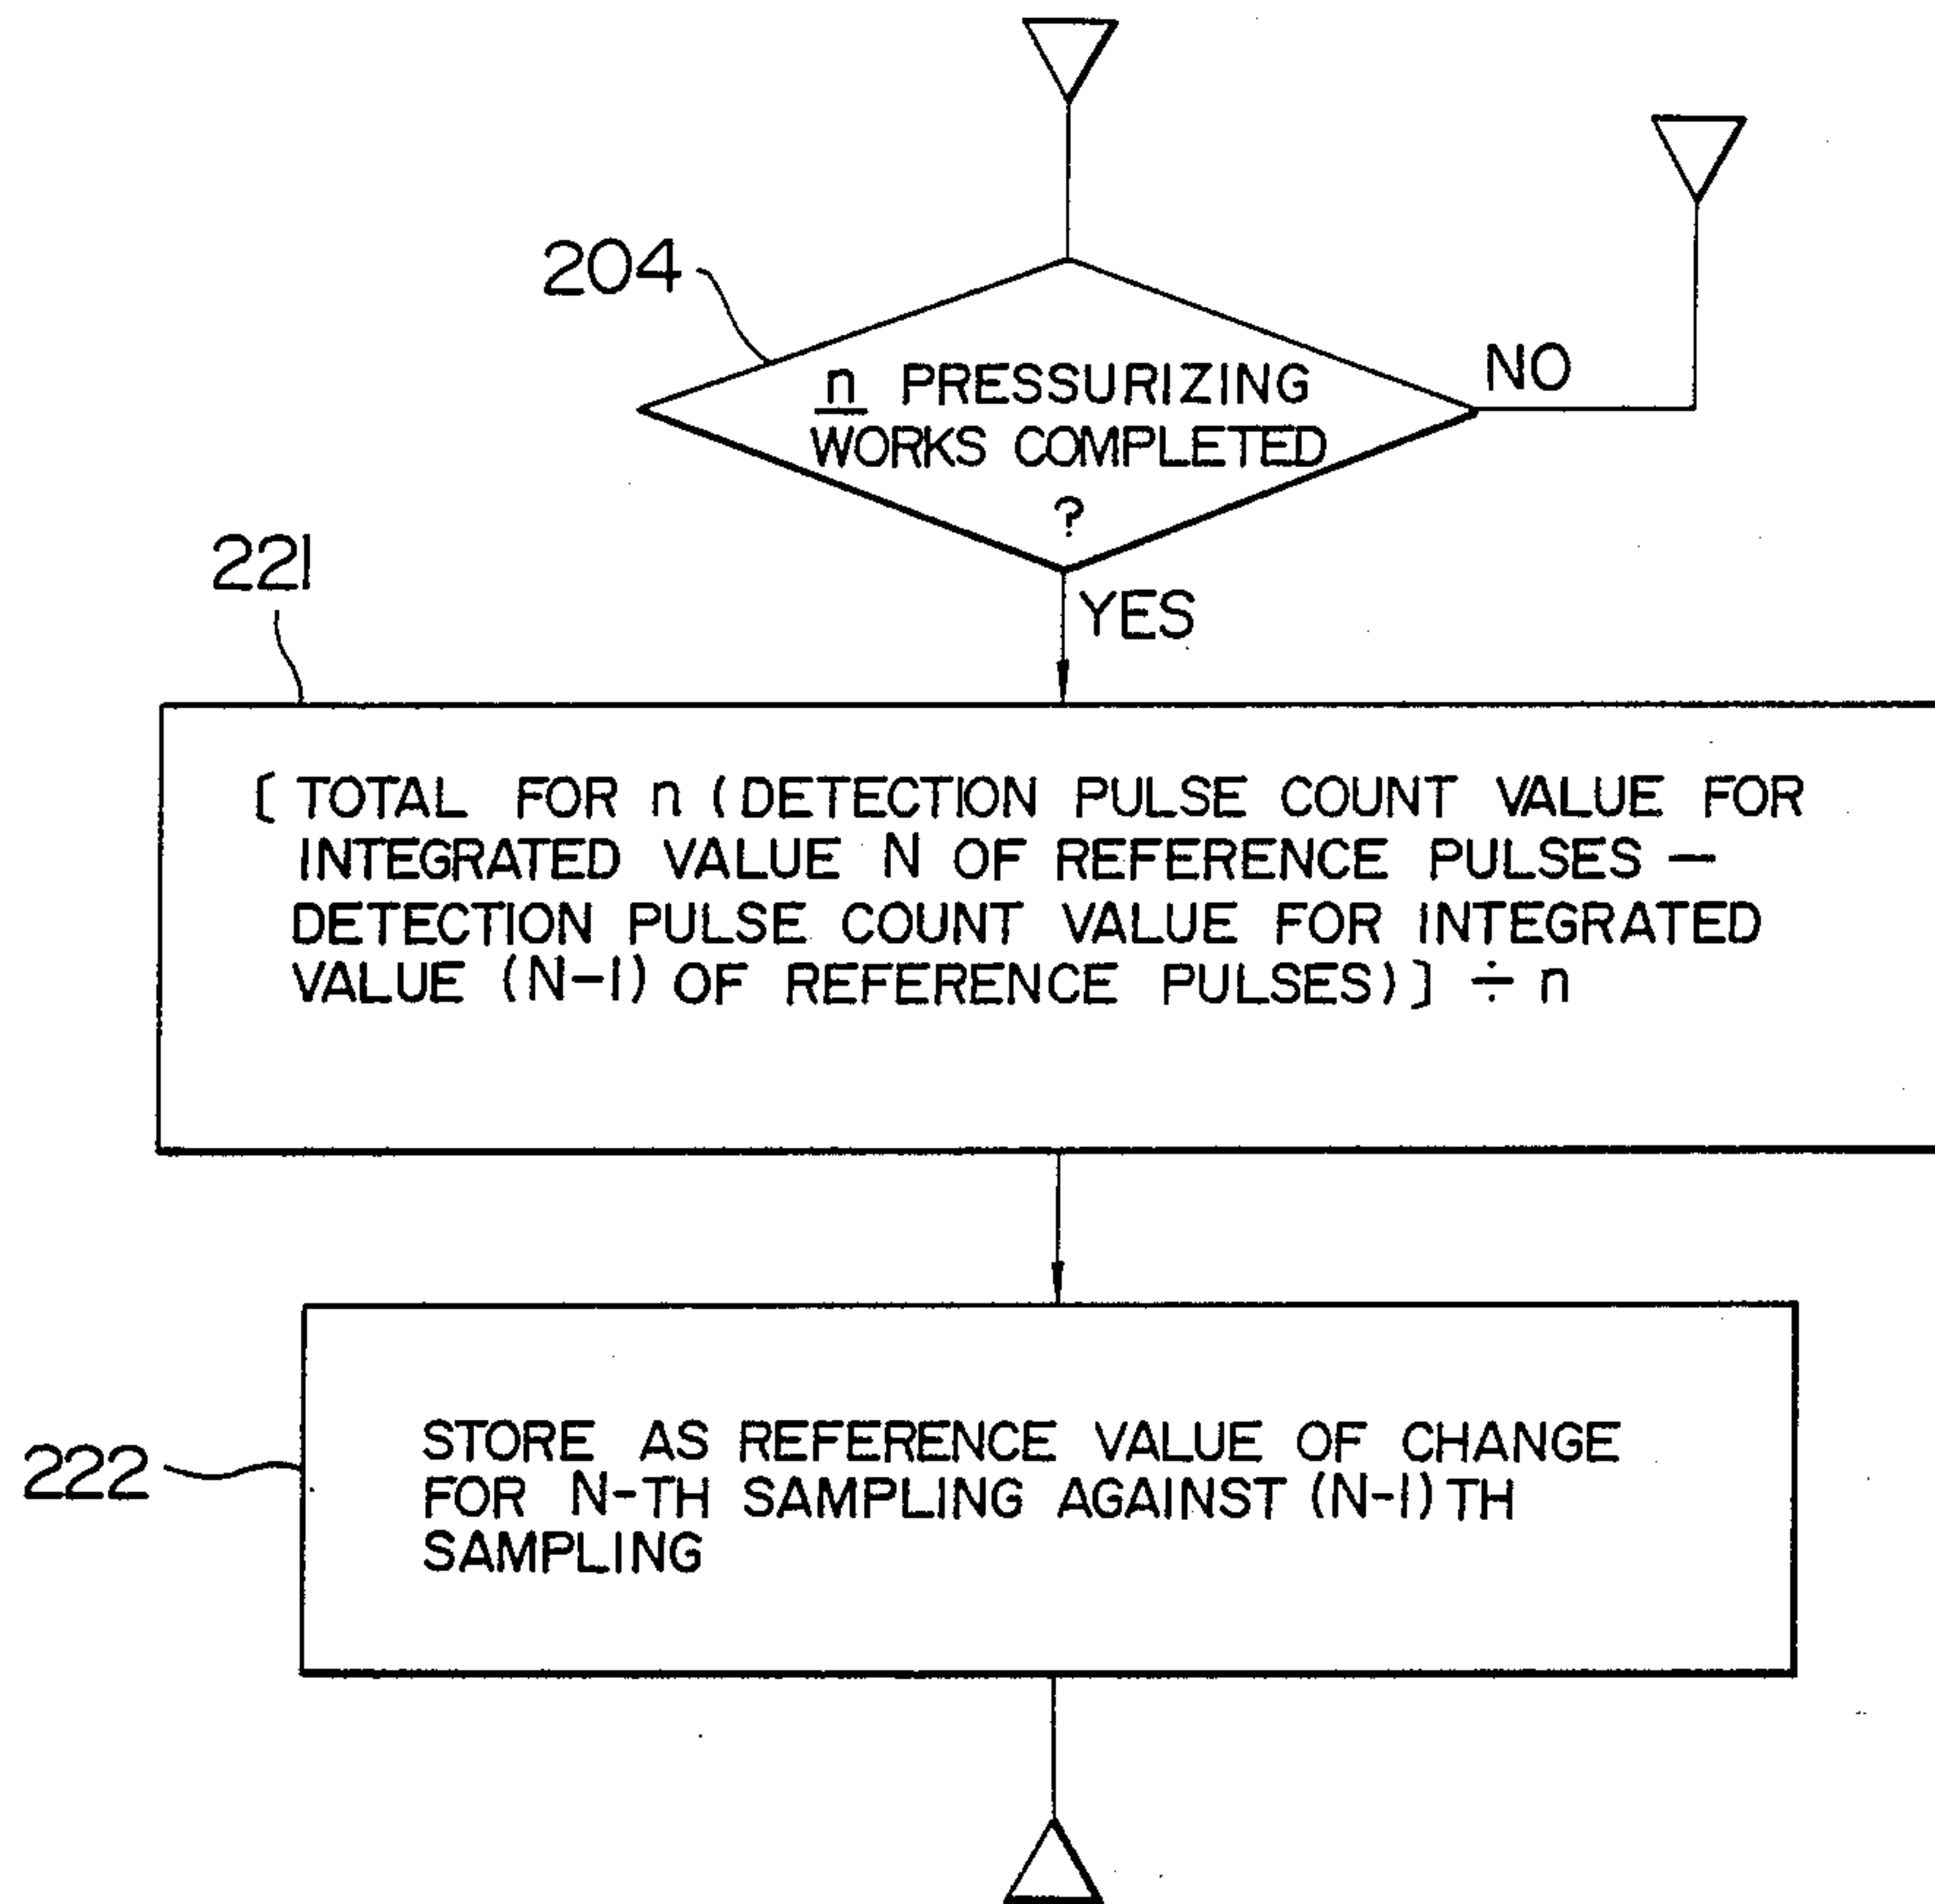 204
n PRESSURIZING
WORKS COMPLETED
?
NO
YES
221
[TOTAL FOR n (DETECTION PULSE COUNT VALUE FOR
INTEGRATED VALUE N OF REFERENCE PULSES —
DETECTION PULSE COUNT VALUE FOR INTEGRATED
VALUE (N-1) OF REFERENCE PULSES)] ÷ n
222
STORE AS REFERENCE VALUE OF CHANGE
FOR N-TH SAMPLING AGAINST (N-1)TH
SAMPLING